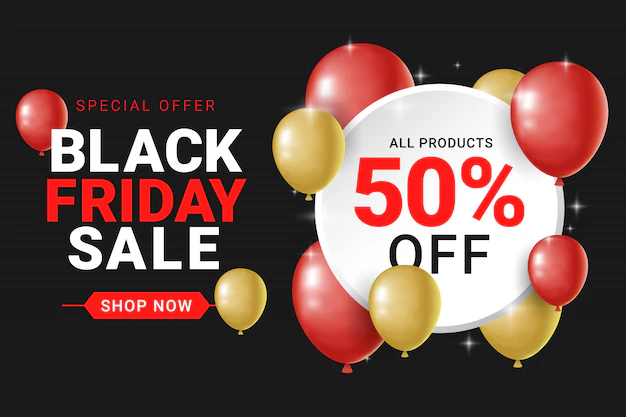 SPECIAL OFFER
BLACK
FRIDAY
SALE
SHOP NOW
ALL PRODUCTS
50%
OFF